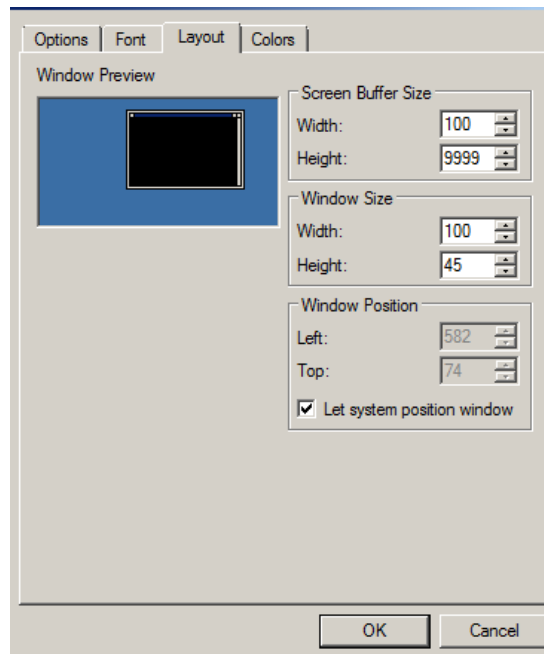 Options Font Layout Colors
Window Preview
Screen Buffer Size
Width: 100
Height: 9999
Window Size
Width: 100
Height: 45
Window Position
Left: 582
Top: 74
Let system position window
OK Cancel